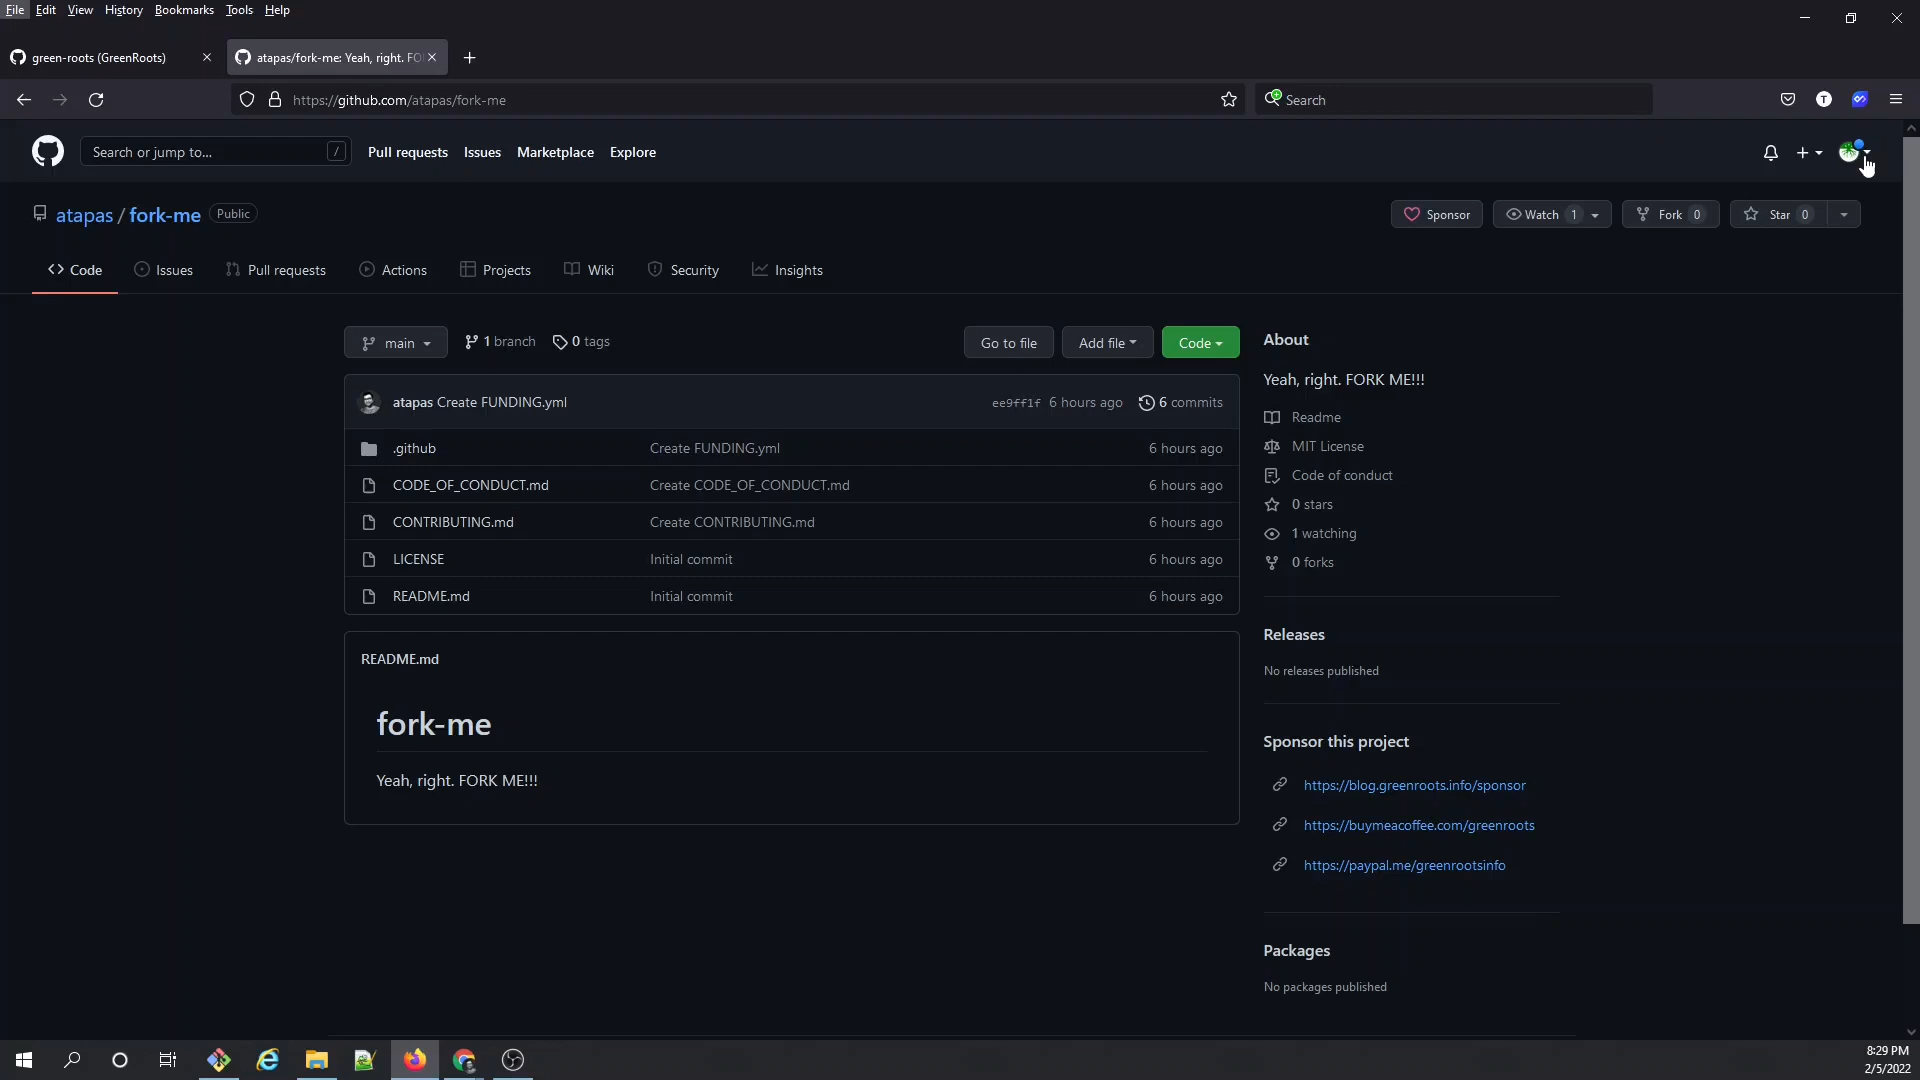 File Edit View History Bookmarks Tools Help
green-roots (GreenRoots)
atapas/fork-me: Yeah, right. FO
https://github.com/atapas/fork-me
Search
T
Search or jump to... /
Pull requests Issues Marketplace Explore
atapas / fork-me Public
Sponsor Watch 1 Fork 0 Star 0
Code Issues Pull requests Actions Projects Wiki Security Insights
main 1 branch 0 tags Go to file Add file Code
atapas Create FUNDING.yml ee9ff1f 6 hours ago 6 commits
.github Create FUNDING.yml 6 hours ago
CODE_OF_CONDUCT.md Create CODE_OF_CONDUCT.md 6 hours ago
CONTRIBUTING.md Create CONTRIBUTING.md 6 hours ago
LICENSE Initial commit 6 hours ago
README.md Initial commit 6 hours ago
README.md
fork-me
Yeah, right. FORK ME!!!
About
Yeah, right. FORK ME!!!
Readme
MIT License
Code of conduct
0 stars
1 watching
0 forks
Releases
No releases published
Sponsor this project
https://blog.greenroots.info/sponsor
https://buymeacoffee.com/greenroots
https://paypal.me/greenrootsinfo
Packages
No packages published
8:29 PM
2/5/2022